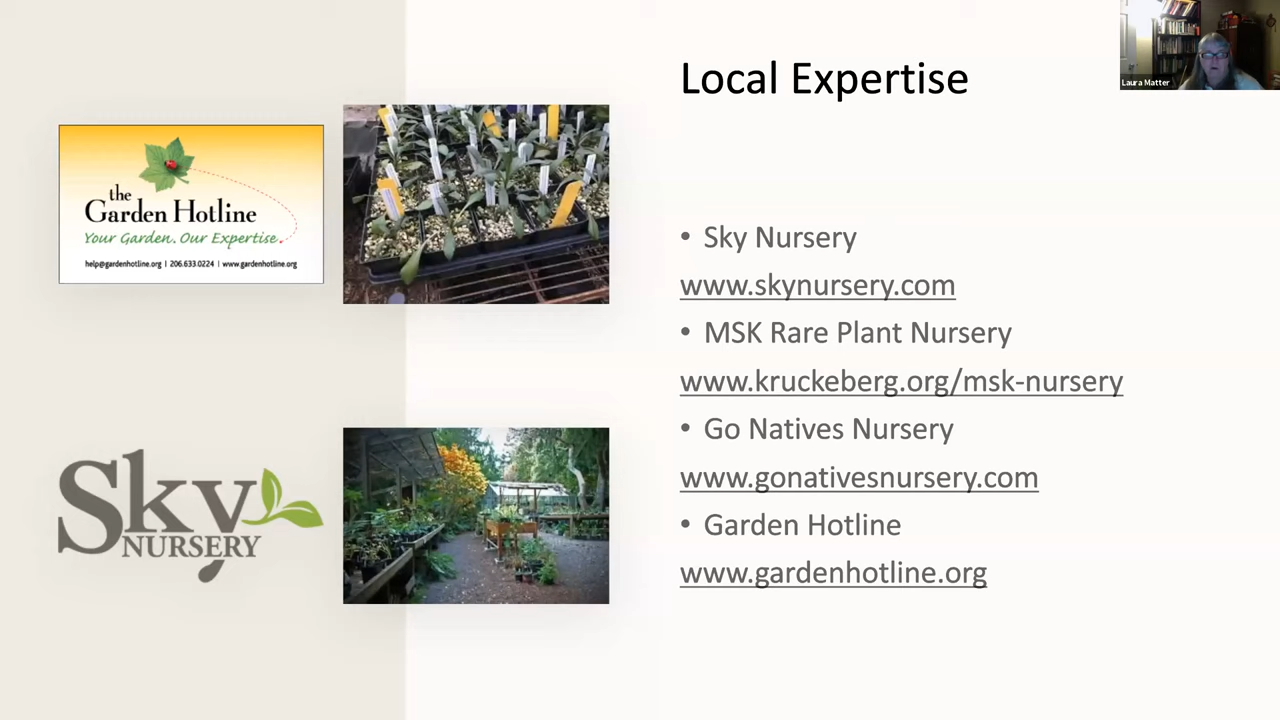 Local Expertise
Laura Matter
the
Garden Hotline
Your Garden. Our Expertise.
help@gardenhotline.org | 206.633.0224 | www.gardenhotline.org
Sky
NURSERY
• Sky Nursery
www.skynursery.com
• MSK Rare Plant Nursery
www.kruckeberg.org/msk-nursery
• Go Natives Nursery
www.gonativesnursery.com
• Garden Hotline
www.gardenhotline.org